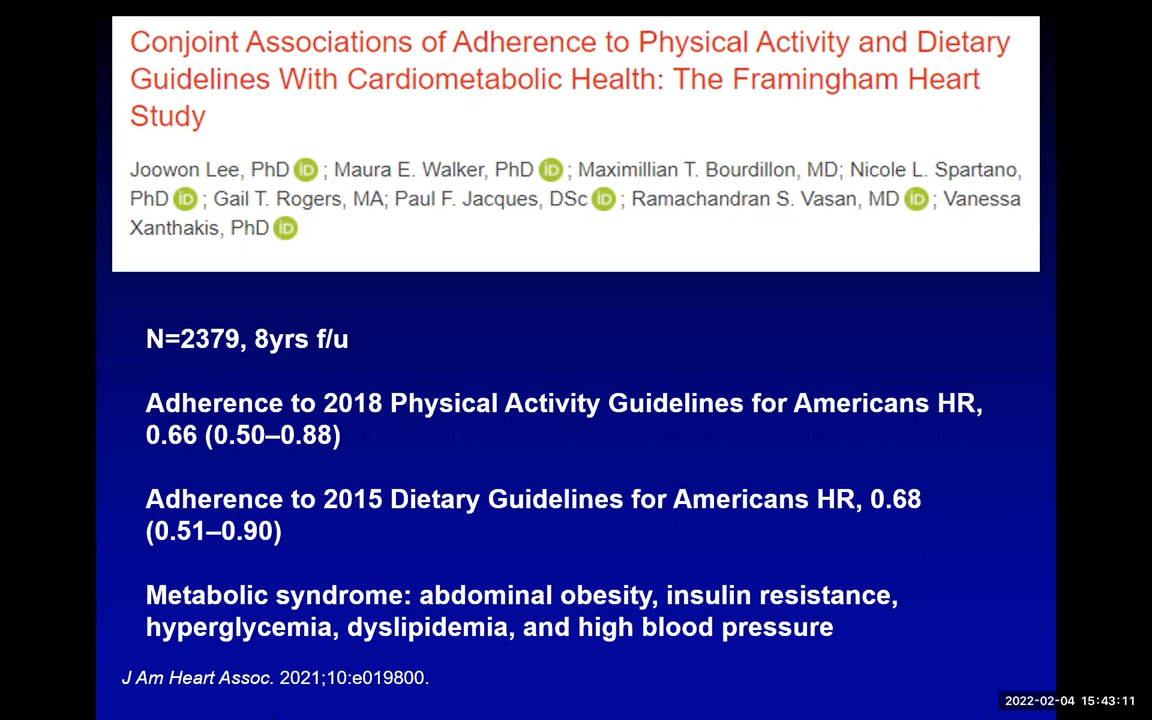 Conjoint Associations of Adherence to Physical Activity and Dietary
Guidelines With Cardiometabolic Health: The Framingham Heart
Study
Joowon Lee, PhD iD ; Maura E. Walker, PhD iD ; Maximillian T. Bourdillon, MD; Nicole L. Spartano,
PhD iD ; Gail T. Rogers, MA; Paul F. Jacques, DSc iD ; Ramachandran S. Vasan, MD iD ; Vanessa
Xanthakis, PhD iD
N=2379, 8yrs f/u
Adherence to 2018 Physical Activity Guidelines for Americans HR,
0.66 (0.50–0.88)
Adherence to 2015 Dietary Guidelines for Americans HR, 0.68
(0.51–0.90)
Metabolic syndrome: abdominal obesity, insulin resistance,
hyperglycemia, dyslipidemia, and high blood pressure
J Am Heart Assoc. 2021;10:e019800.
2022-02-04 15:43:11